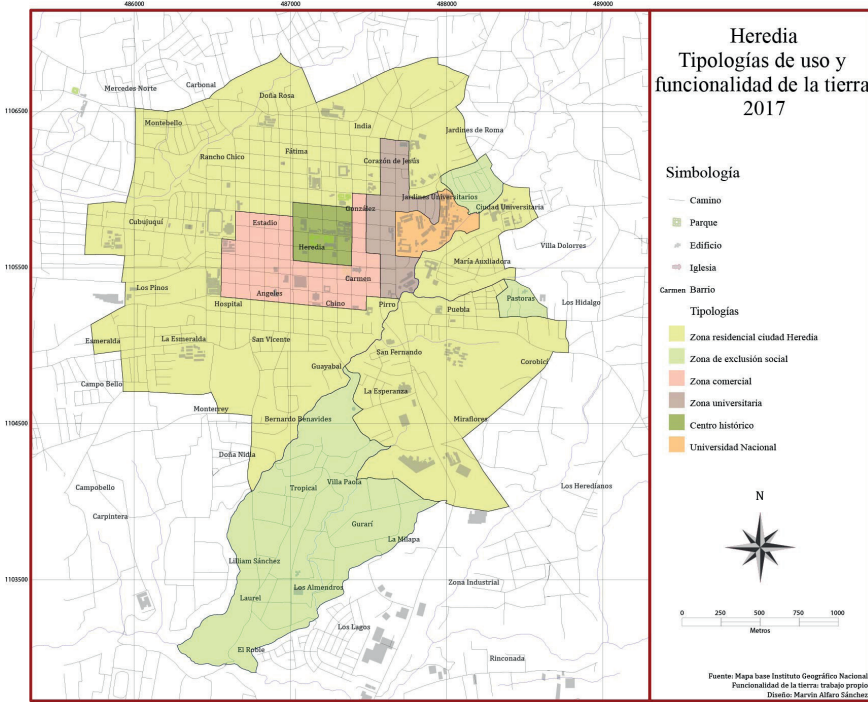 486000
487000
488000
489000
1106500
1105500
1104500
1103500
Mercedes Norte
Carbonal
Doña Rosa
Montebello
India
Jardines de Roma
Rancho Chico
Fátima
Corazón de Jesús
Jardines Universitarios
Ciudad Universitaria
González
Cubujuquí
Estadio
Heredia
Villa Dolores
María Auxiliadora
Carmen
Los Pinos
Angeles
Hospital
Chino
Pirro
Puebla
Pastoras
Los Hidalgo
Esmeralda
La Esmeralda
San Vicente
San Fernando
Guayabal
Corobicí
Campo Bello
La Esperanza
Monterrey
Bernardo Benavides
Miraflores
Doña Nidia
Campobello
Tropical
Villa Paola
Los Heredianos
Carpintera
Gurarí
La Milapa
Lilliam Sánchez
Los Almendros
Zona Industrial
Laurel
Los Lagos
El Roble
Rinconada
Heredia
Tipologías de uso y
funcionalidad de la tierra
2017
Simbología
Camino
Parque
Edificio
Iglesia
Carmen Barrio
Tipologías
Zona residencial ciudad Heredia
Zona de exclusión social
Zona comercial
Zona universitaria
Centro histórico
Universidad Nacional
N
0 250 500 750 1000
Metros
Fuente: Mapa base Instituto Geográfico Nacional
Funcionalidad de la tierra: trabajo propio
Diseño: Marvin Alfaro Sánchez